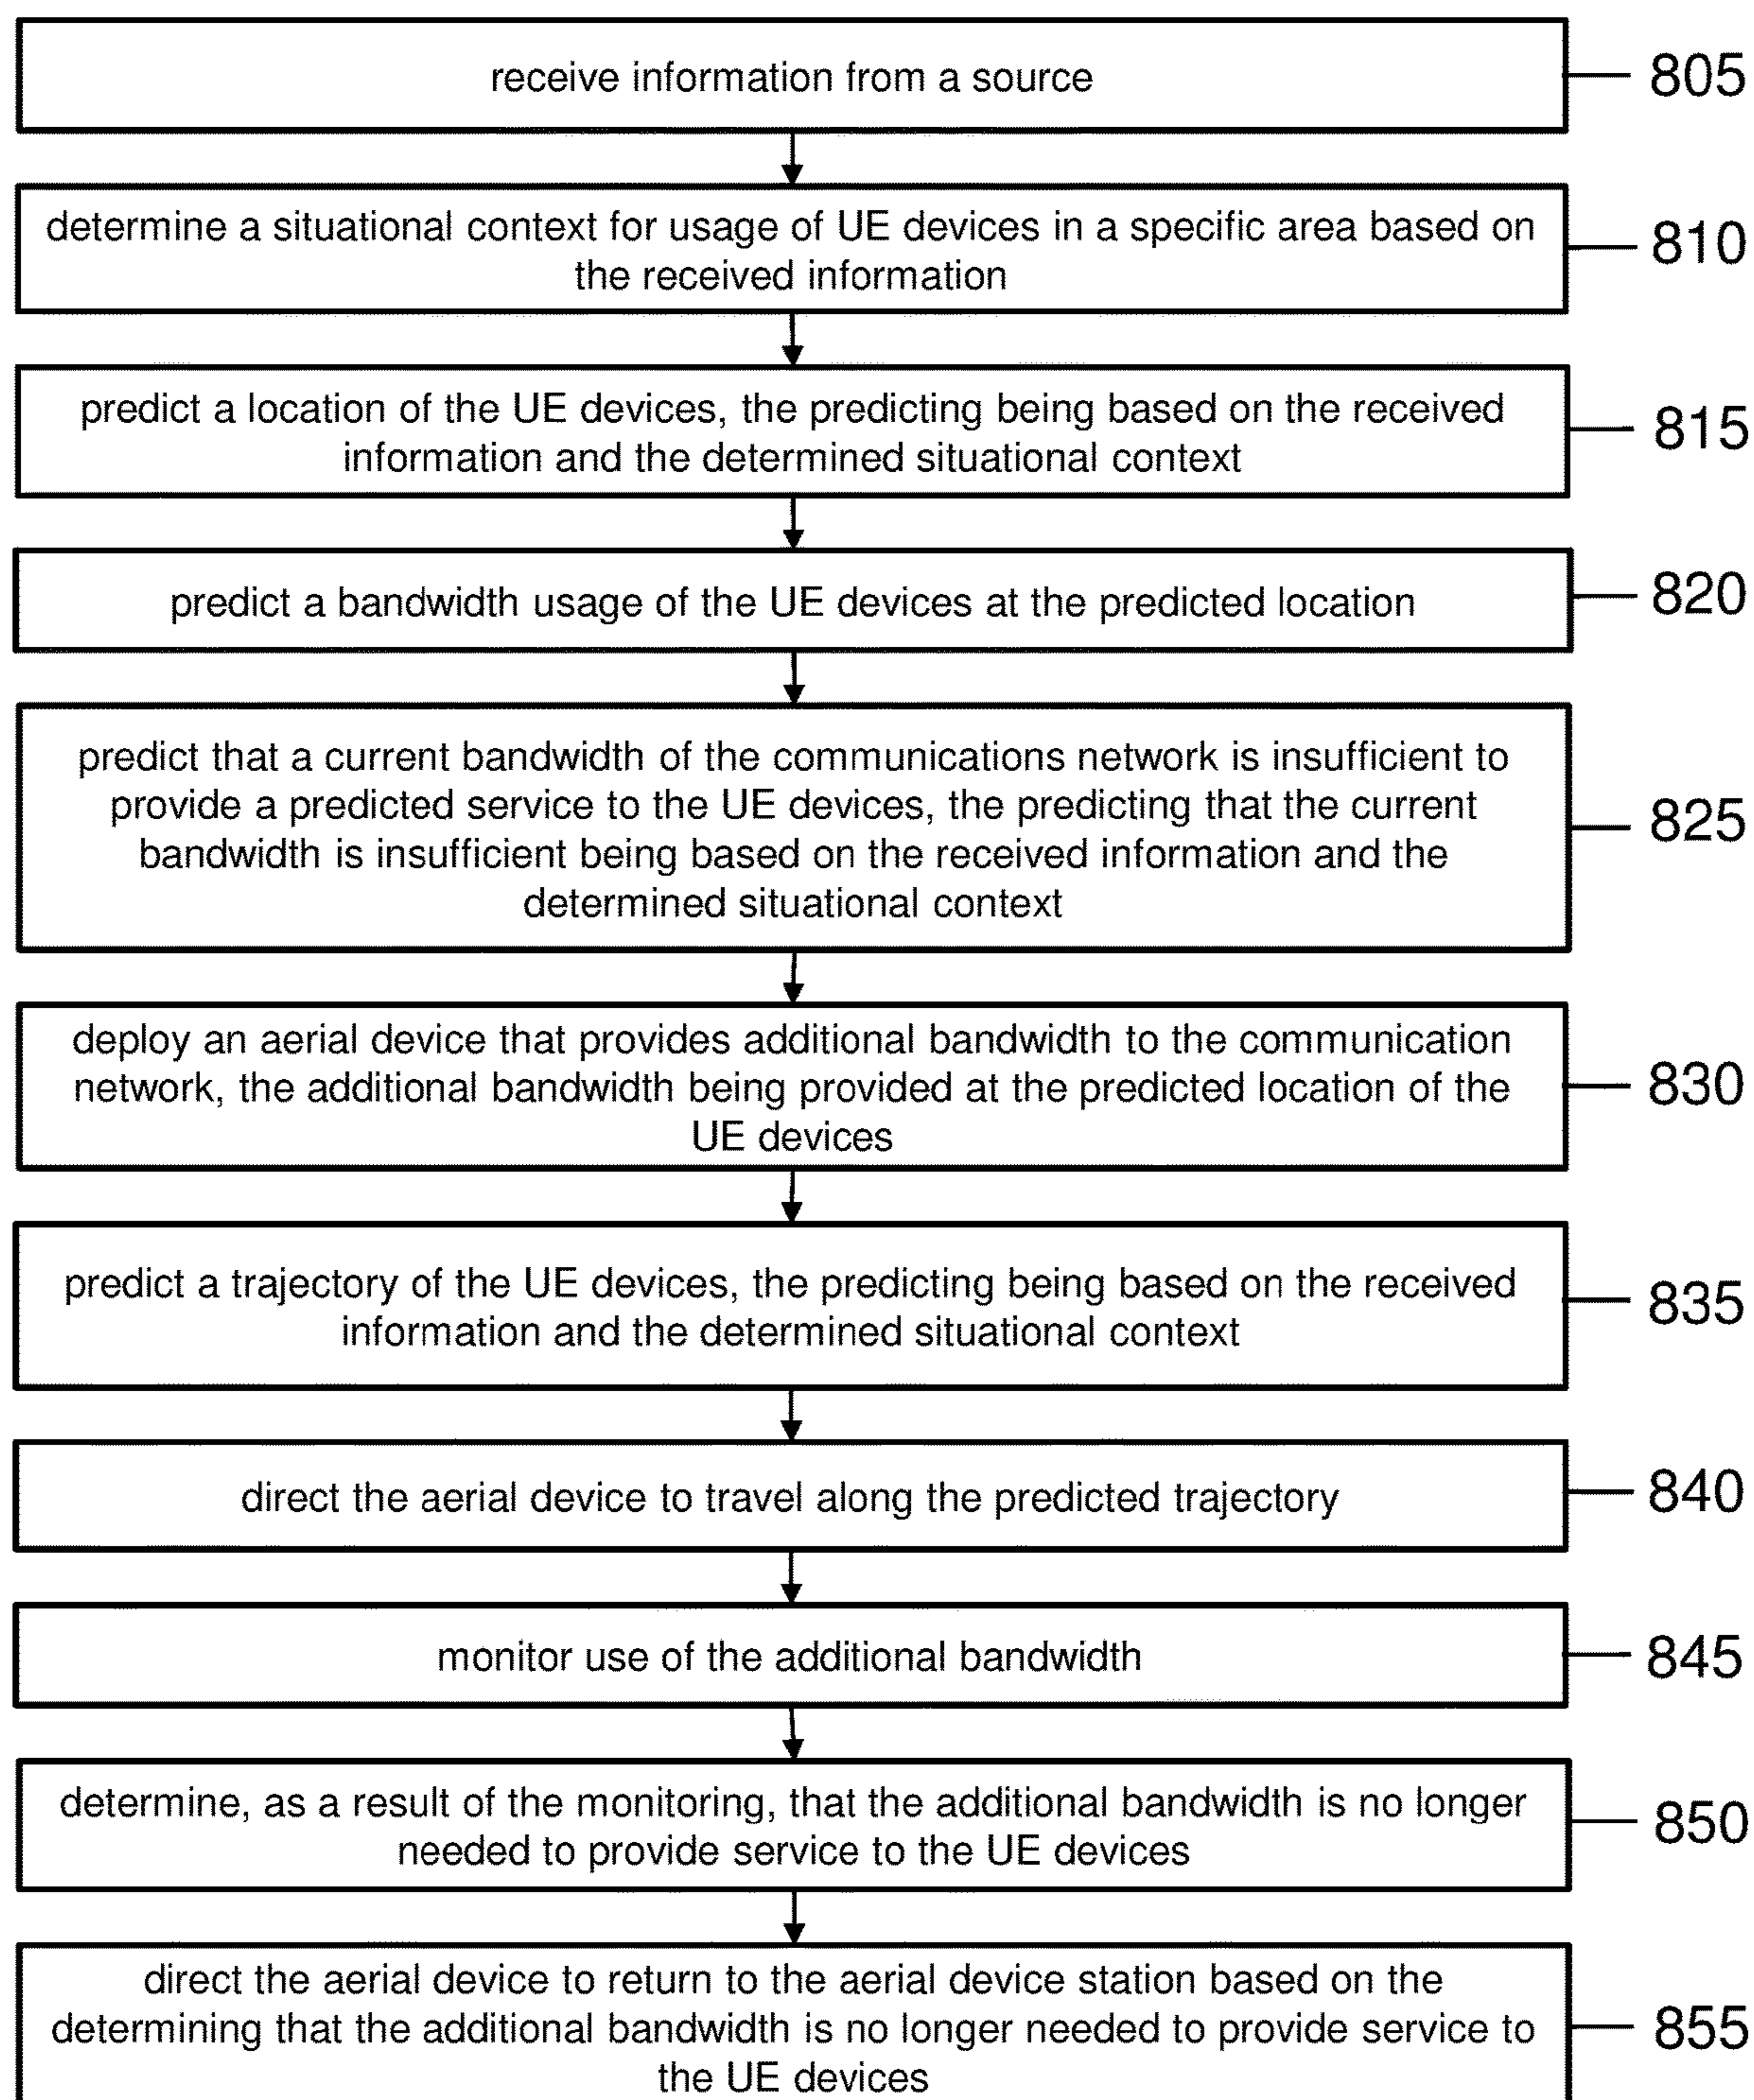 receive information from a source
805
determine a situational context for usage of UE devices in a specific area based on
the received information
810
predict a location of the UE devices, the predicting being based on the received
information and the determined situational context
815
predict a bandwidth usage of the UE devices at the predicted location
820
predict that a current bandwidth of the communications network is insufficient to
provide a predicted service to the UE devices, the predicting that the current
bandwidth is insufficient being based on the received information and the
determined situational context
825
deploy an aerial device that provides additional bandwidth to the communication
network, the additional bandwidth being provided at the predicted location of the
UE devices
830
predict a trajectory of the UE devices, the predicting being based on the received
information and the determined situational context
835
direct the aerial device to travel along the predicted trajectory
840
monitor use of the additional bandwidth
845
determine, as a result of the monitoring, that the additional bandwidth is no longer
needed to provide service to the UE devices
850
direct the aerial device to return to the aerial device station based on the
determining that the additional bandwidth is no longer needed to provide service to
the UE devices
855